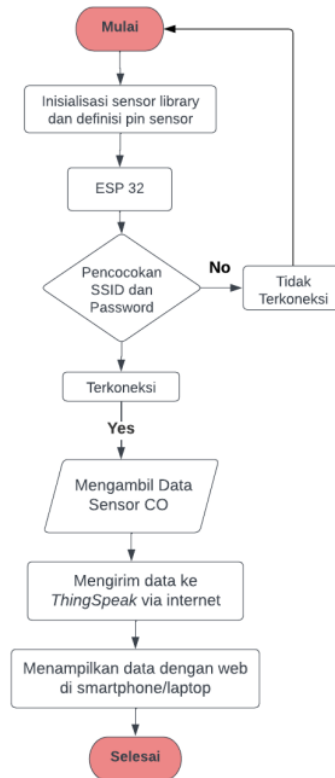 Mulai
Inisialisasi sensor library
dan definisi pin sensor
ESP 32
Pencocokan
SSID dan
Password
No
Tidak
Terkoneksi
Terkoneksi
Yes
Mengambil Data
Sensor CO
Mengirim data ke
ThingSpeak via internet
Menampilkan data dengan web
di smartphone/laptop
Selesai